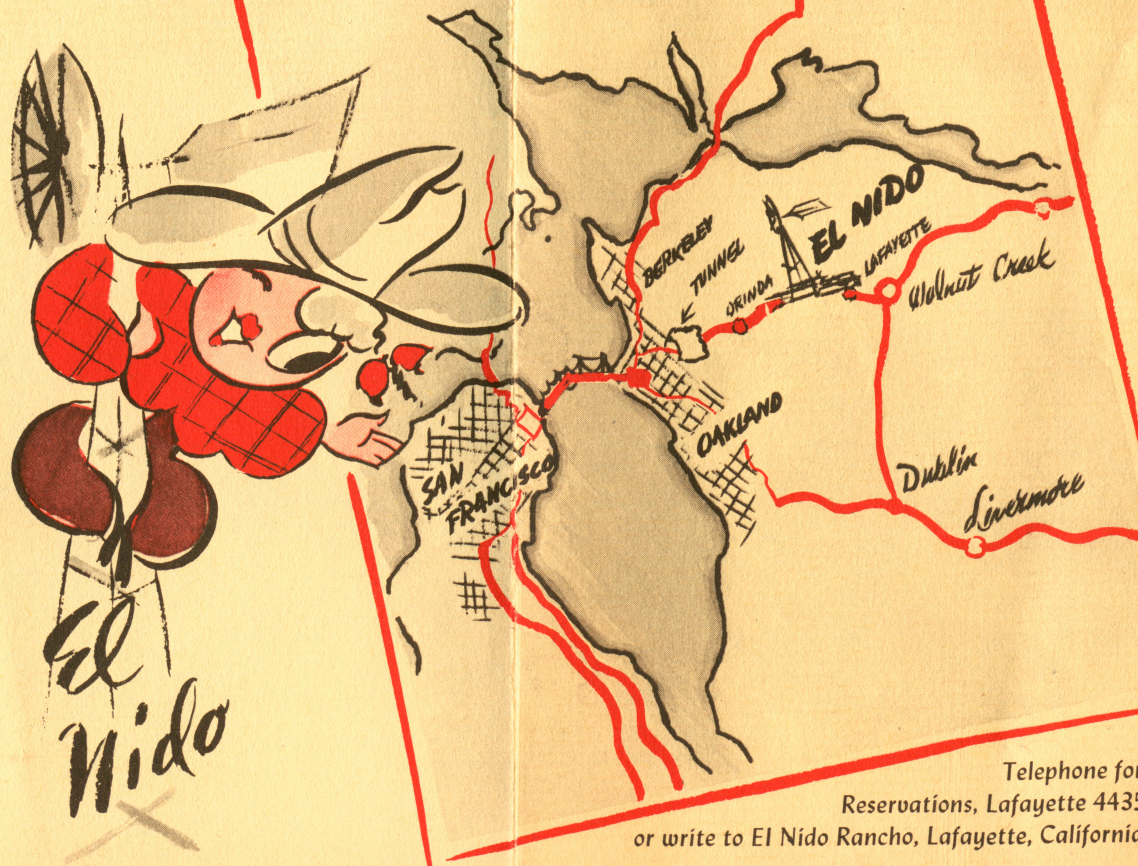 El
Nido
BERKELEY
TUNNEL
ORINDA
EL NIDO
LAFAYETTE
Walnut Creek
SAN
FRANCISCO
OAKLAND
Dublin
Livermore
Telephone for
Reservations, Lafayette 4435
or write to El Nido Rancho, Lafayette, California